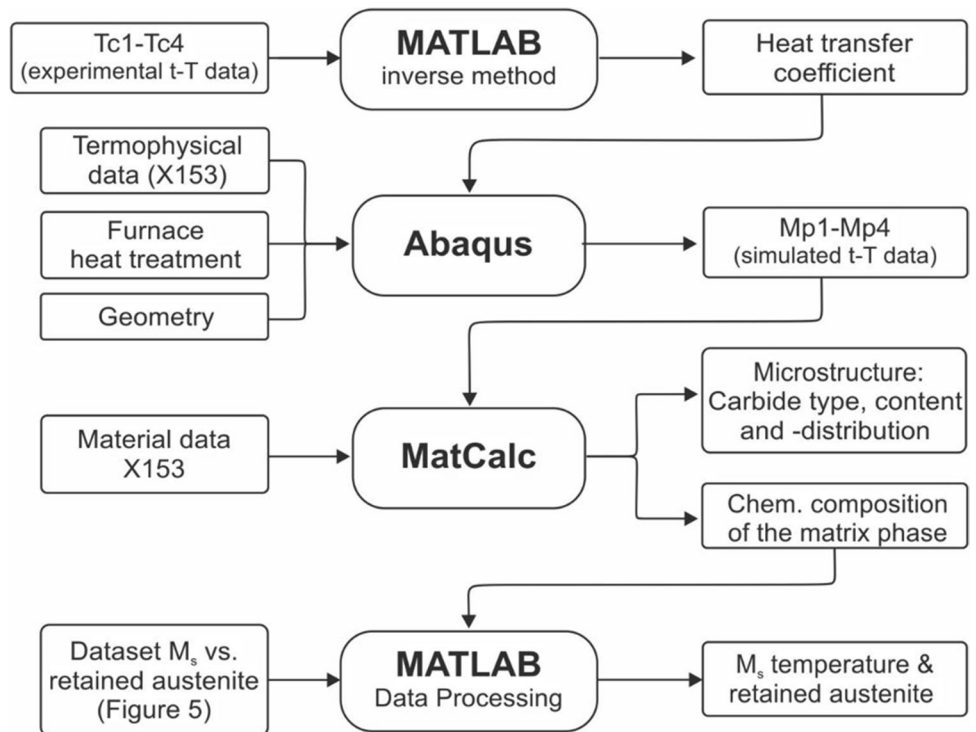 Tc1-Tc4
(experimental t-T data)
MATLAB
inverse method
Heat transfer
coefficient
Termophysical
data (X153)
Furnace
heat treatment
Geometry
Abaqus
Mp1-Mp4
(simulated t-T data)
Material data
X153
MatCalc
Microstructure:
Carbide type, content
and -distribution
Chem. composition
of the matrix phase
Dataset Ms vs.
retained austenite
(Figure 5)
MATLAB
Data Processing
Ms temperature &
retained austenite